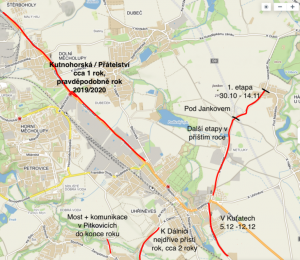 ŠTĚRBOHOLY
DUBEČ
DOLNÍ
MĚCHOLUPY
Kutnohorská / Přátelství
cca 1 rok,
pravděpodobně rok
2019/2020
1. etapa
30.10 - 14.11
Pod Jankovem
Další etapy v
příštím roce
HORNÍ
MĚCHOLUPY
PETROVICE
UHŘÍNĚVES
Most + komunikace
v Pitkovicích
do konce roku
K Dálnici
nejdříve příští
rok, cca 2 roky
V Kuťatech
5.12 -12.12